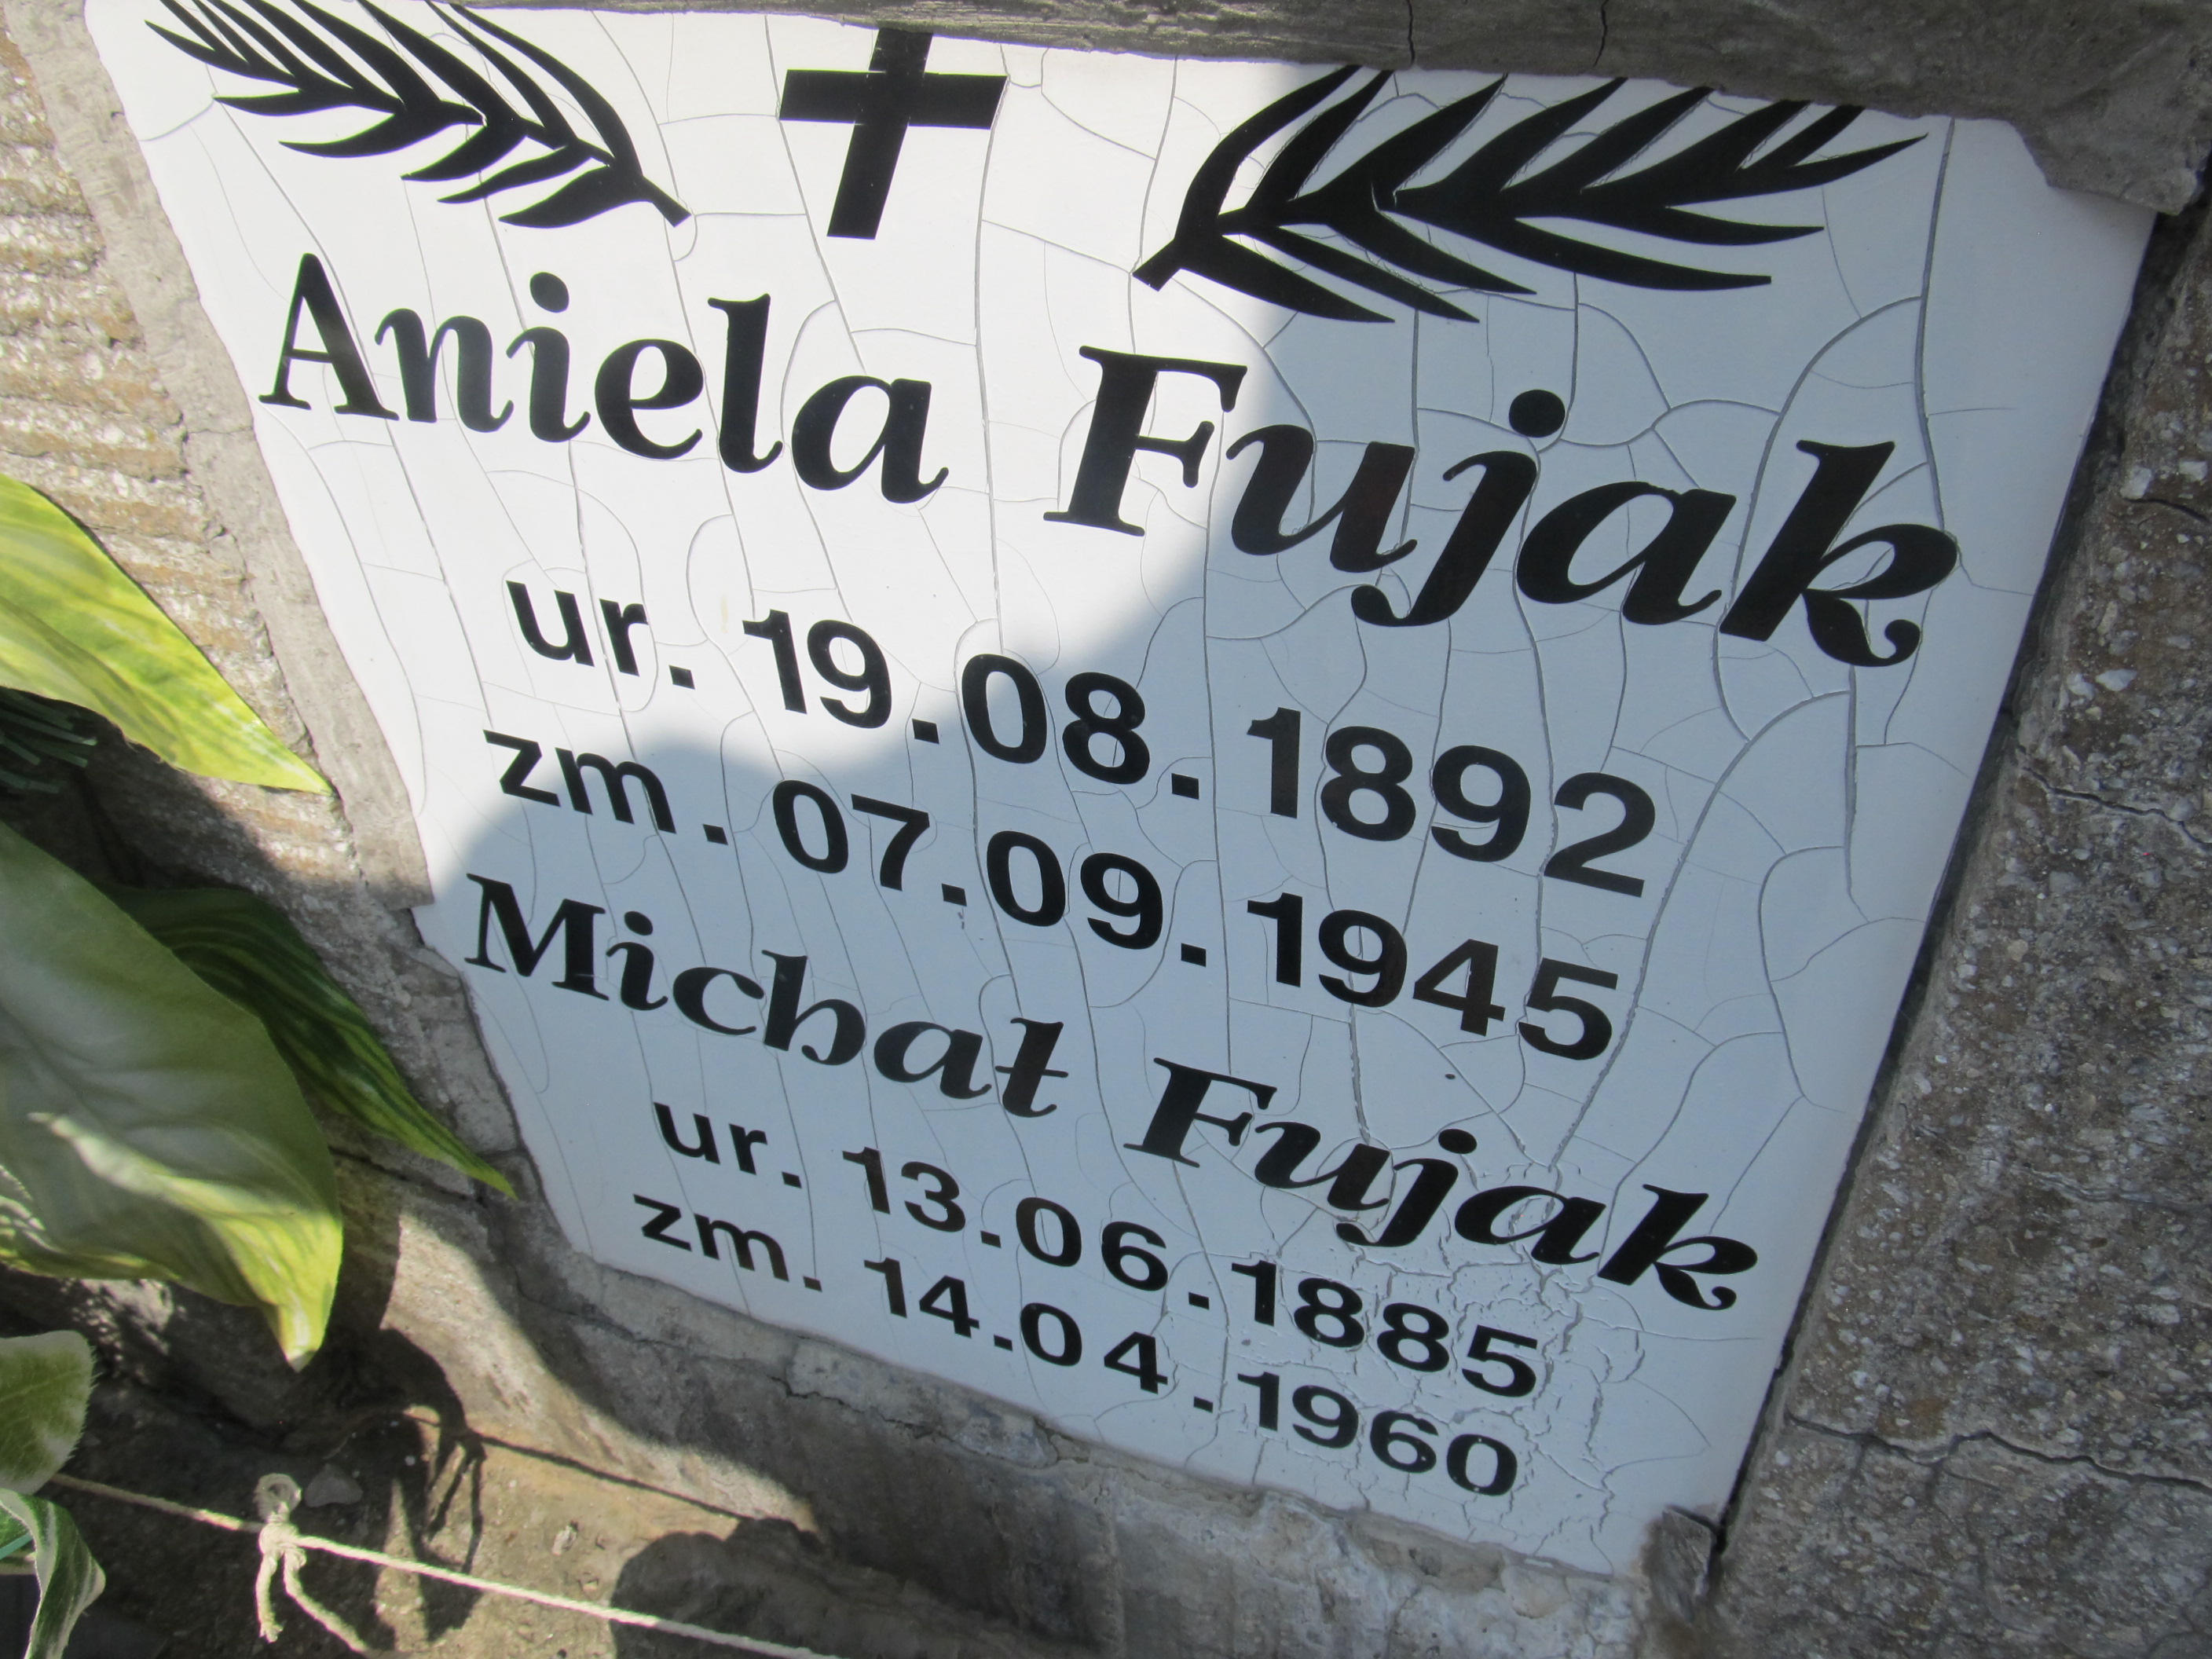 Aniela Fujak
ur. 19.08.1892
zm. 07.09.1945
Michał Fujak
ur. 13.06.1885
zm. 14.04.1960